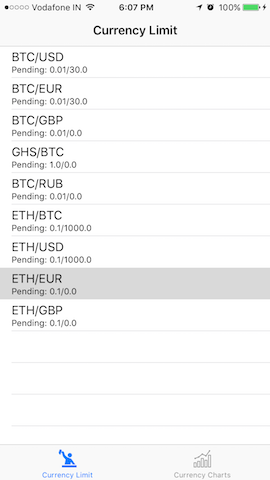 Vodafone IN 6:07 PM 100%
Currency Limit
BTC/USD
Pending: 0.01/30.0
BTC/EUR
Pending: 0.01/30.0
BTC/GBP
Pending: 0.01/0.0
GHS/BTC
Pending: 1.0/0.0
BTC/RUB
Pending: 0.01/0.0
ETH/BTC
Pending: 0.1/1000.0
ETH/USD
Pending: 0.1/1000.0
ETH/EUR
Pending: 0.1/0.0
ETH/GBP
Pending: 0.1/0.0
Currency Limit Currency Charts